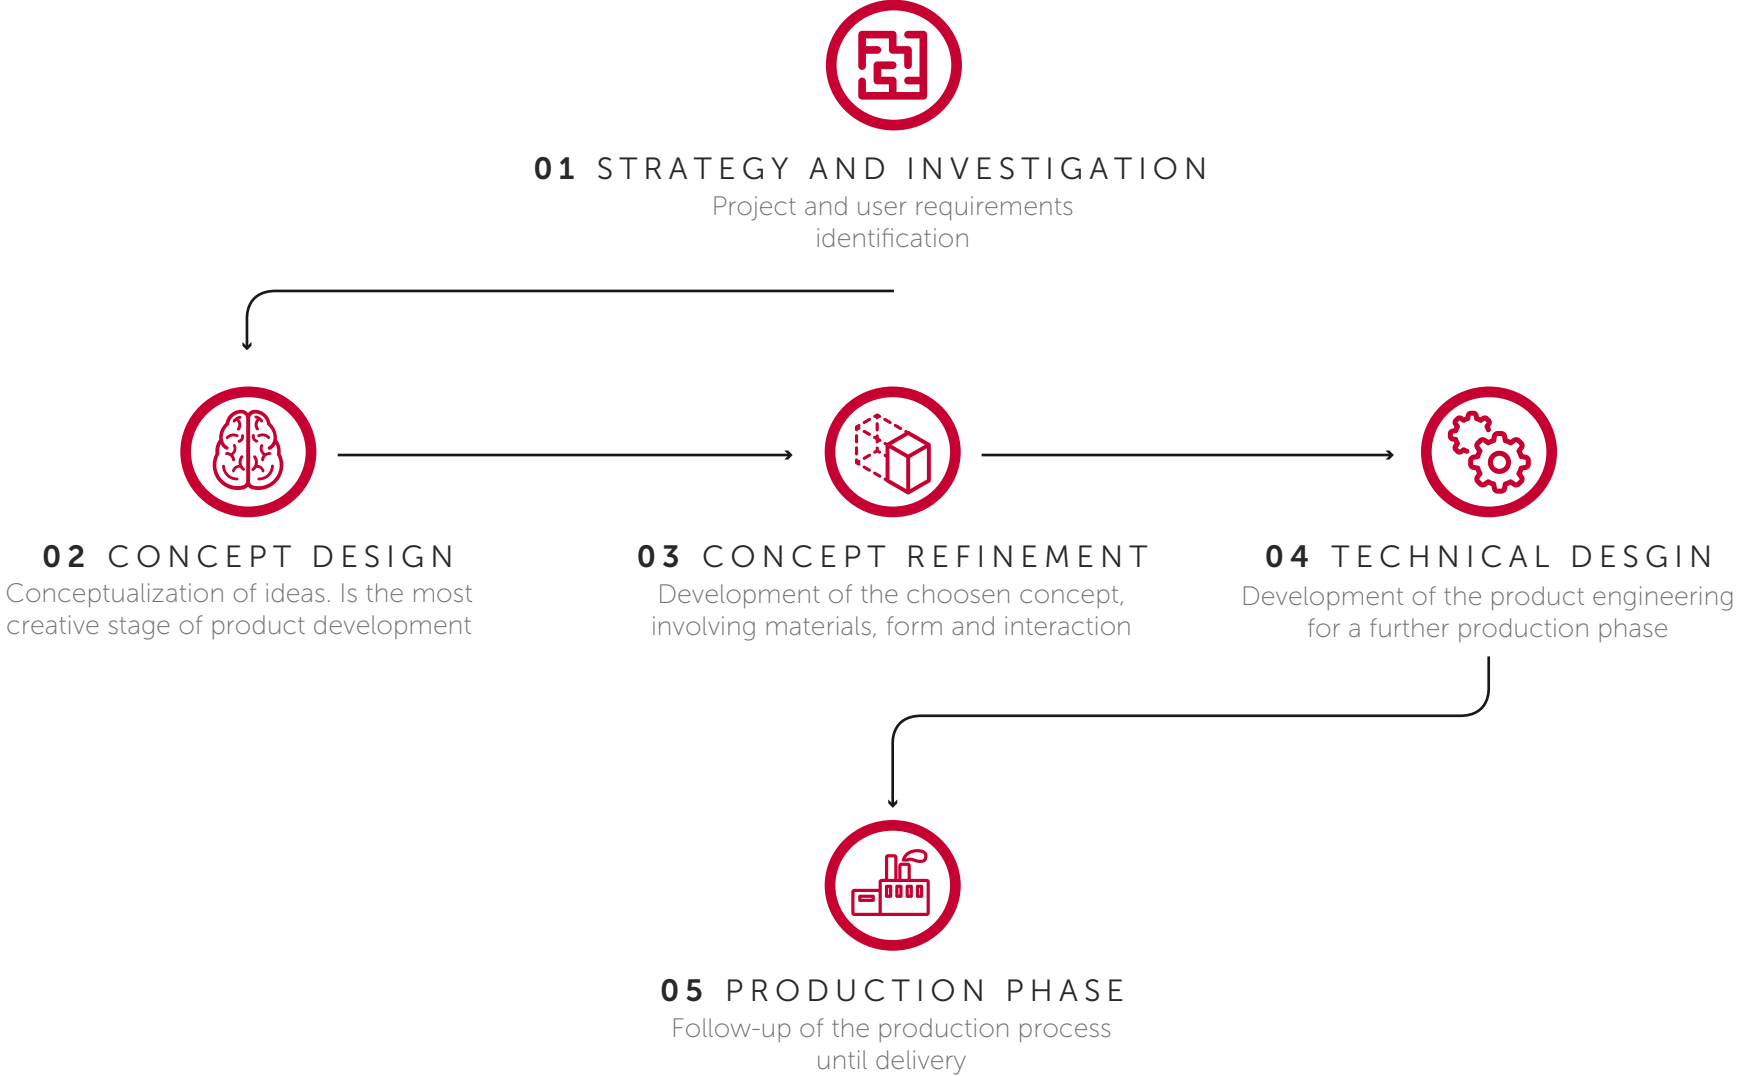 01 STRATEGY AND INVESTIGATION
Project and user requirements
identification
02 CONCEPT DESIGN
Conceptualization of ideas. Is the most
creative stage of product development
03 CONCEPT REFINEMENT
Development of the choosen concept,
involving materials, form and interaction
04 TECHNICAL DESGIN
Development of the product engineering
for a further production phase
05 PRODUCTION PHASE
Follow-up of the production process
until delivery